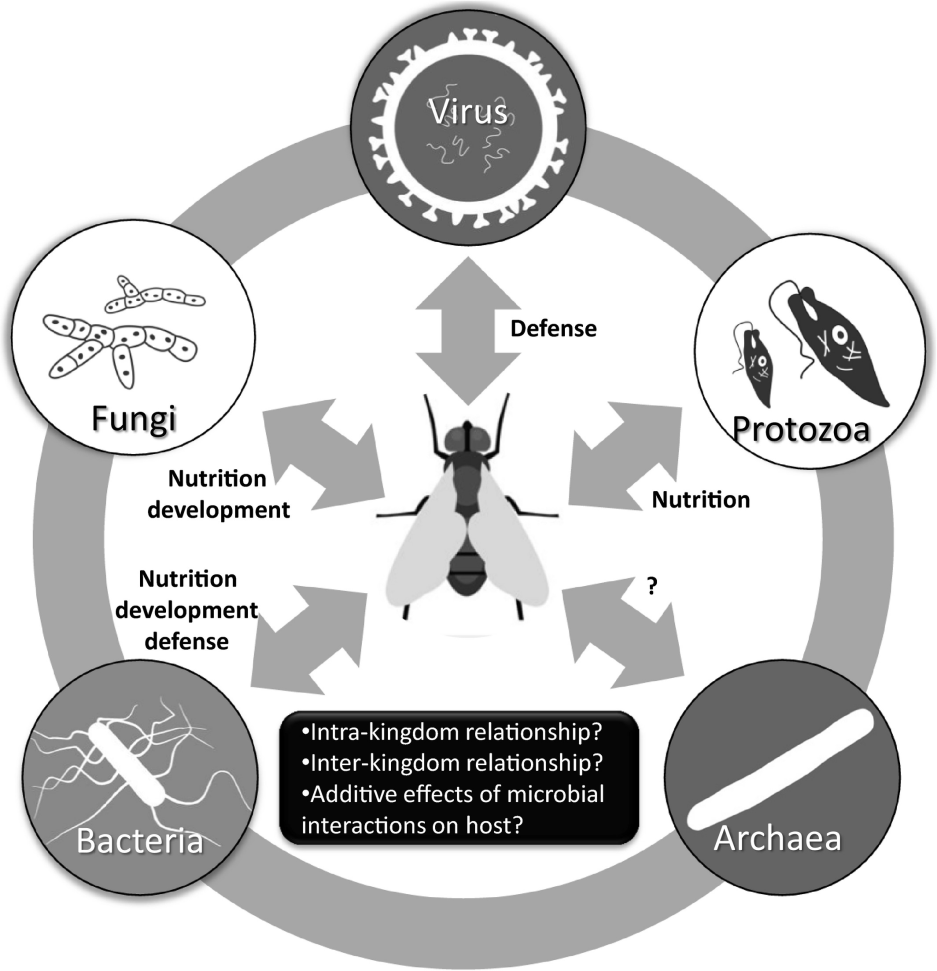 Virus
Defense
Fungi
Protozoa
Nutrition
development
Nutrition
Nutrition
development
defense
?
•Intra-kingdom relationship?
•Inter-kingdom relationship?
•Additive effects of microbial
interactions on host?
Bacteria
Archaea